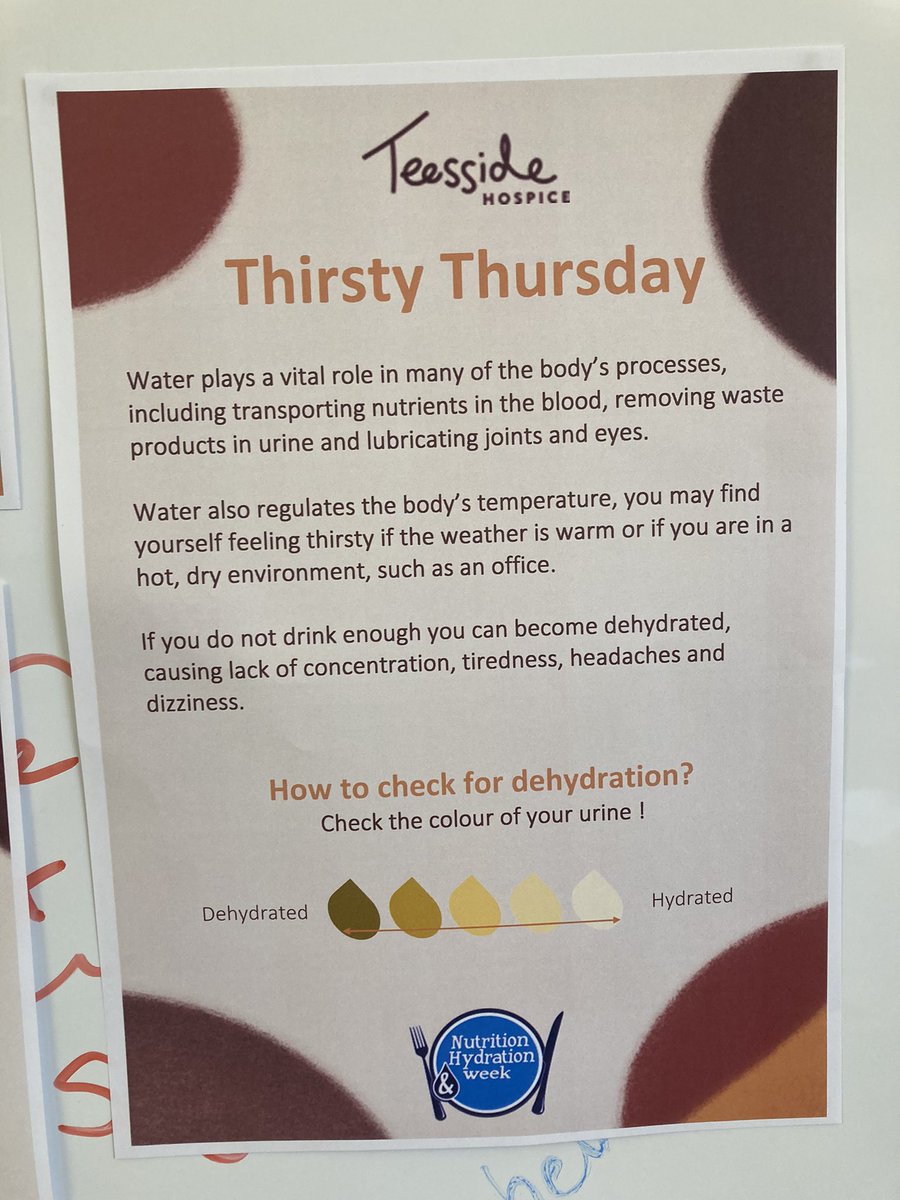 Teesside
HOSPICE
Thirsty Thursday
Water plays a vital role in many of the body's processes,
including transporting nutrients in the blood, removing waste
products in urine and lubricating joints and eyes.
Water also regulates the body's temperature, you may find
yourself feeling thirsty if the weather is warm or if you are in a
hot, dry environment, such as an office.
If you do not drink enough you can become dehydrated,
causing lack of concentration, tiredness, headaches and
dizziness.
How to check for dehydration?
Check the colour of your urine !
Dehydrated
Hydrated
Nutrition
Hydration
& week